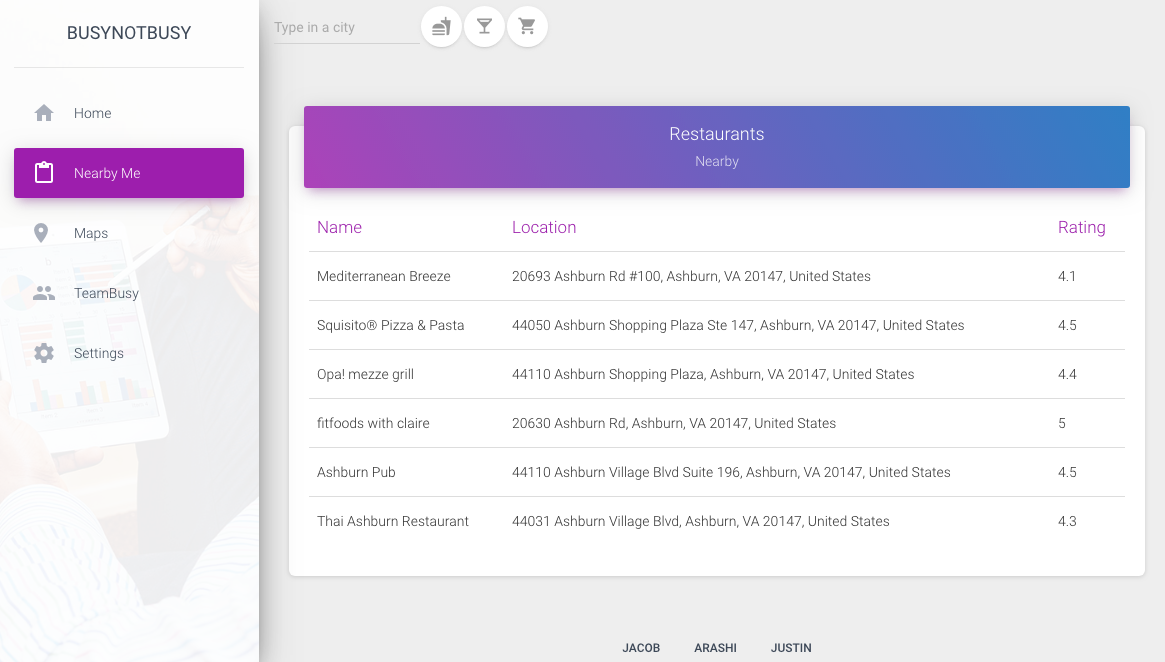 BUSYNOTBUSY
Home
Nearby Me
Maps
TeamBusy
Settings
Type in a city
Restaurants
Nearby
Name Location Rating
Mediterranean Breeze 20693 Ashburn Rd #100, Ashburn, VA 20147, United States 4.1
Squisito® Pizza & Pasta 44050 Ashburn Shopping Plaza Ste 147, Ashburn, VA 20147, United States 4.5
Opa! mezze grill 44110 Ashburn Shopping Plaza, Ashburn, VA 20147, United States 4.4
fitfoods with claire 20630 Ashburn Rd, Ashburn, VA 20147, United States 5
Ashburn Pub 44110 Ashburn Village Blvd Suite 196, Ashburn, VA 20147, United States 4.5
Thai Ashburn Restaurant 44031 Ashburn Village Blvd, Ashburn, VA 20147, United States 4.3
JACOB ARASHI JUSTIN